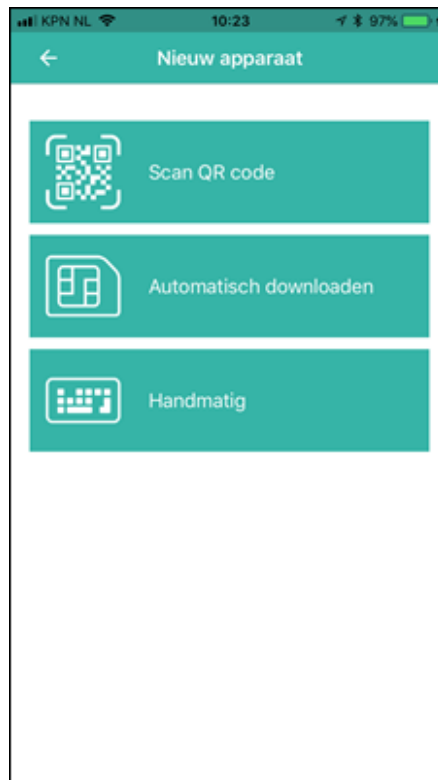 KPN NL 10:23 97%
Nieuw apparaat
Scan QR code
Automatisch downloaden
Handmatig